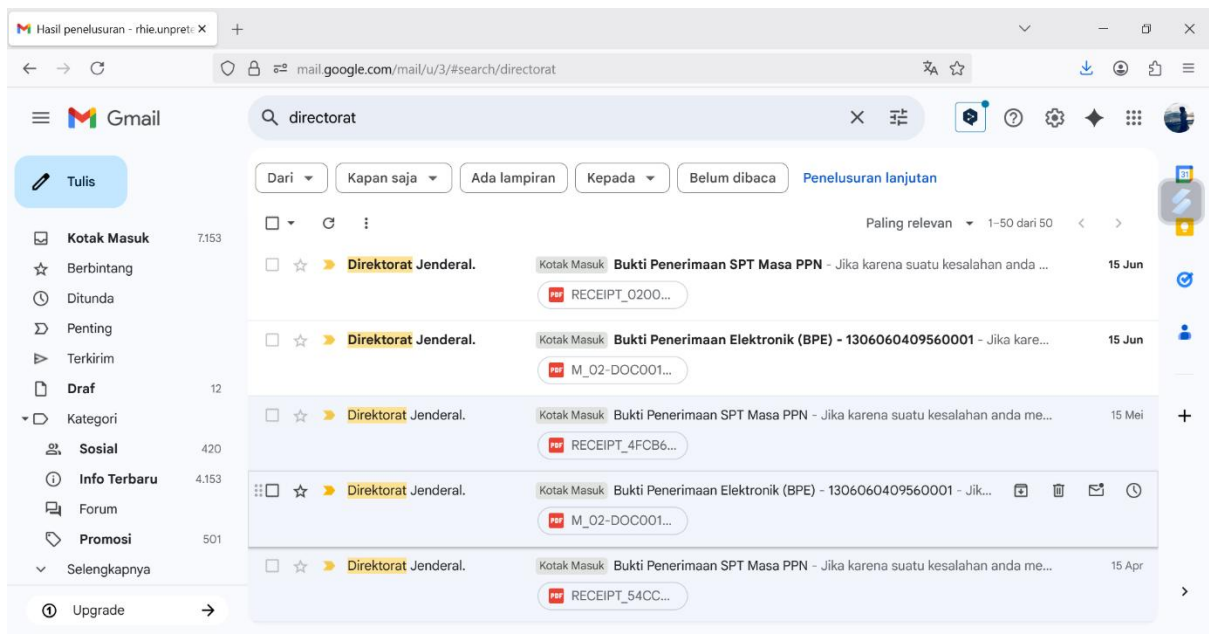 Hasil penelusuran - rhie.unprete
mail.google.com/mail/u/3/#search/directorat
Gmail
directorat
Tulis
Dari
Kapan saja
Ada lampiran
Kepada
Belum dibaca
Penelusuran lanjutan
Paling relevan
1–50 dari 50
Kotak Masuk 7.153
Berbintang
Ditunda
Penting
Terkirim
Draf 12
Kategori
Sosial 420
Info Terbaru 4.153
Forum
Promosi 501
Selengkapnya
Upgrade
Direktorat Jenderal. Kotak Masuk Bukti Penerimaan SPT Masa PPN - Jika karena suatu kesalahan anda ... 15 Jun
PDF RECEIPT_0200...
Direktorat Jenderal. Kotak Masuk Bukti Penerimaan Elektronik (BPE) - 1306060409560001 - Jika kare... 15 Jun
PDF M_02-DOC001...
Direktorat Jenderal. Kotak Masuk Bukti Penerimaan SPT Masa PPN - Jika karena suatu kesalahan anda me... 15 Mei
PDF RECEIPT_4FCB6...
Direktorat Jenderal. Kotak Masuk Bukti Penerimaan Elektronik (BPE) - 1306060409560001 - Jik...
PDF M_02-DOC001...
Direktorat Jenderal. Kotak Masuk Bukti Penerimaan SPT Masa PPN - Jika karena suatu kesalahan anda me... 15 Apr
PDF RECEIPT_54CC...
31